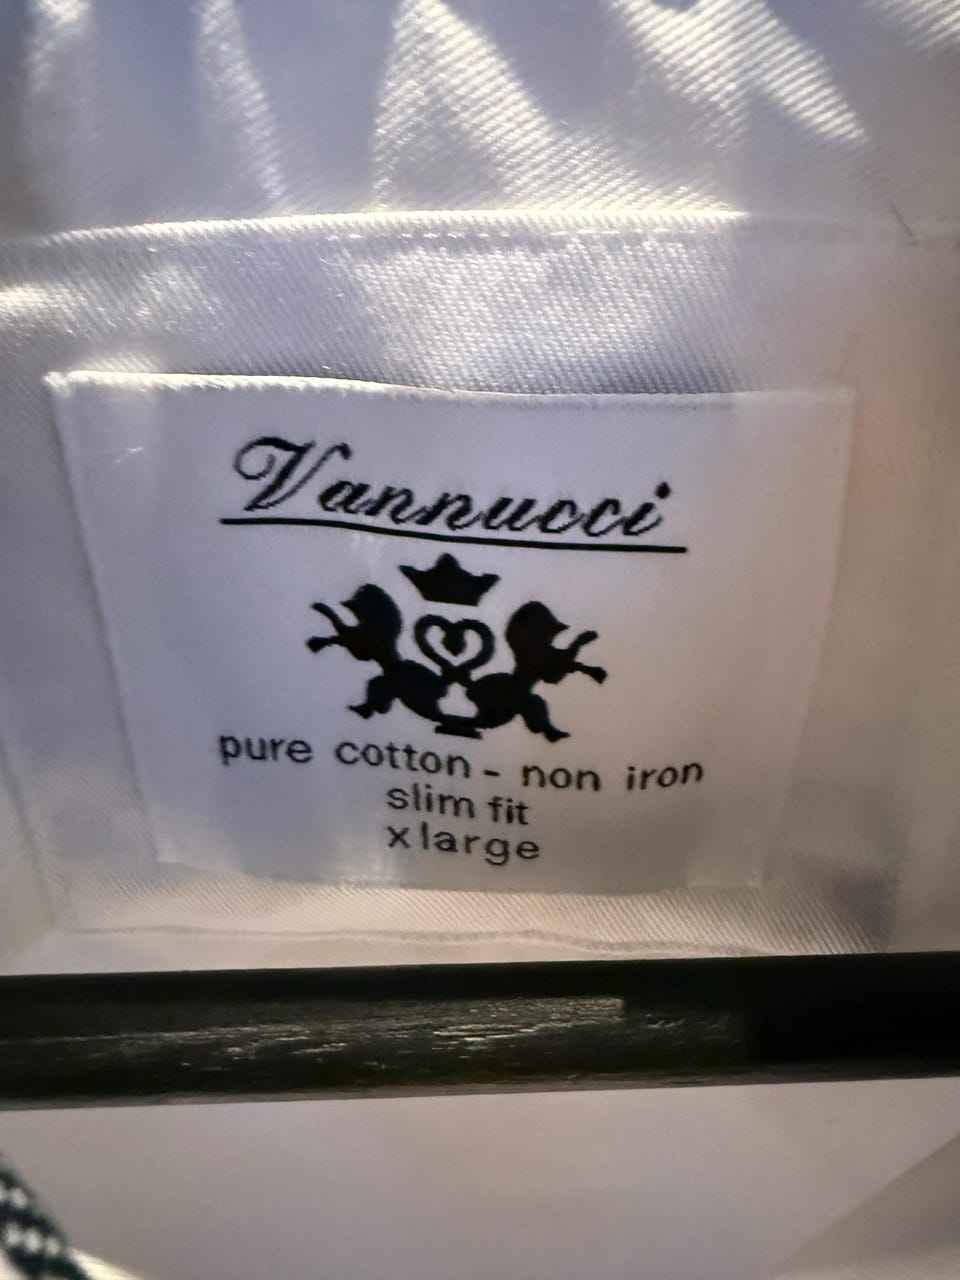 Vannucci
pure cotton - non iron
slim fit
x large